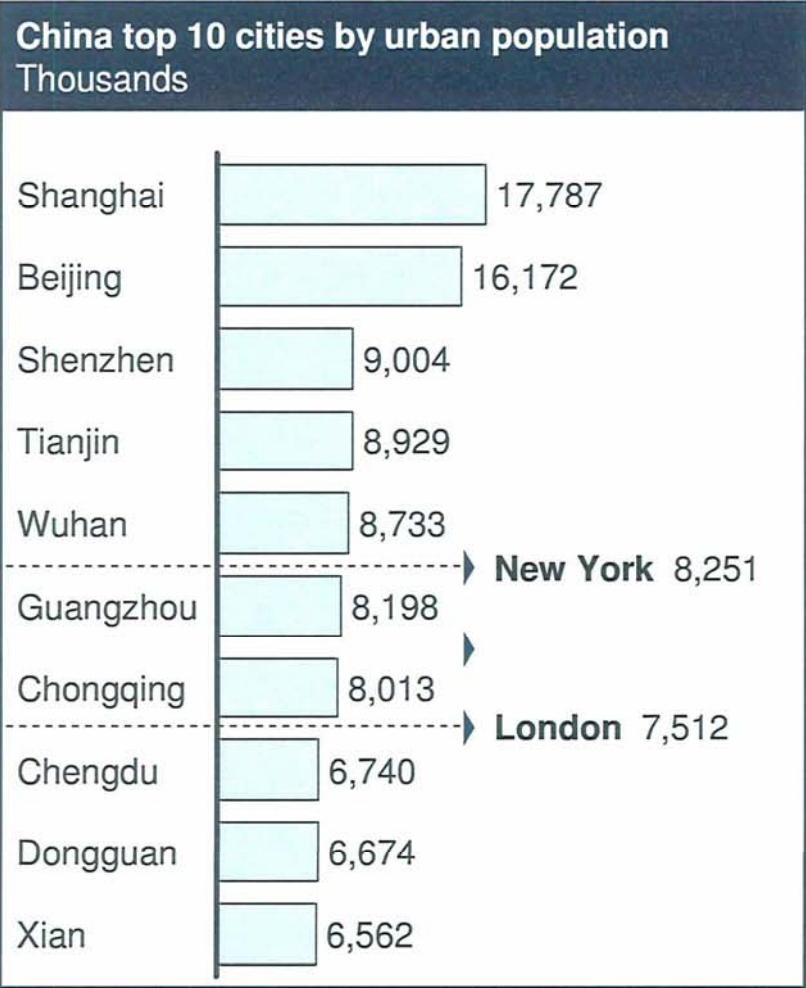 China top 10 cities by urban population
Thousands
Shanghai 17,787
Beijing 16,172
Shenzhen 9,004
Tianjin 8,929
Wuhan 8,733
New York 8,251
Guangzhou 8,198
Chongqing 8,013
London 7,512
Chengdu 6,740
Dongguan 6,674
Xian 6,562